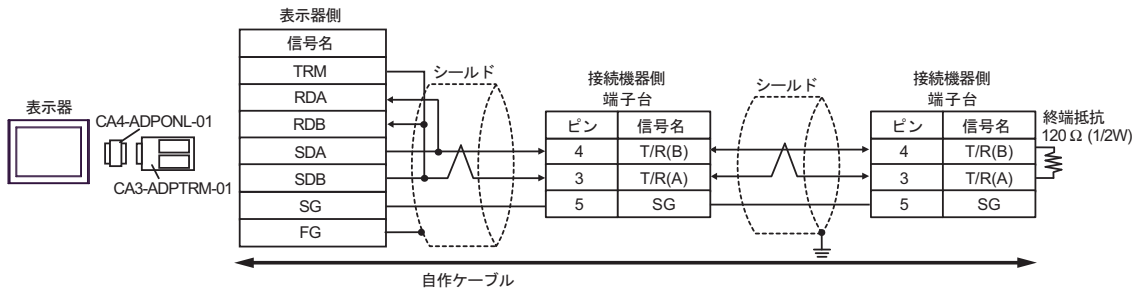 表示器
CA4-ADPONL-01
CA3-ADPTRM-01
表示器側
信号名
TRM
RDA
RDB
SDA
SDB
SG
FG
シールド
接続機器側
端子台
ピン 信号名
4 T/R(B)
3 T/R(A)
5 SG
シールド
接続機器側
端子台
ピン 信号名
4 T/R(B)
3 T/R(A)
5 SG
終端抵抗
120 Ω (1/2W)
自作ケーブル